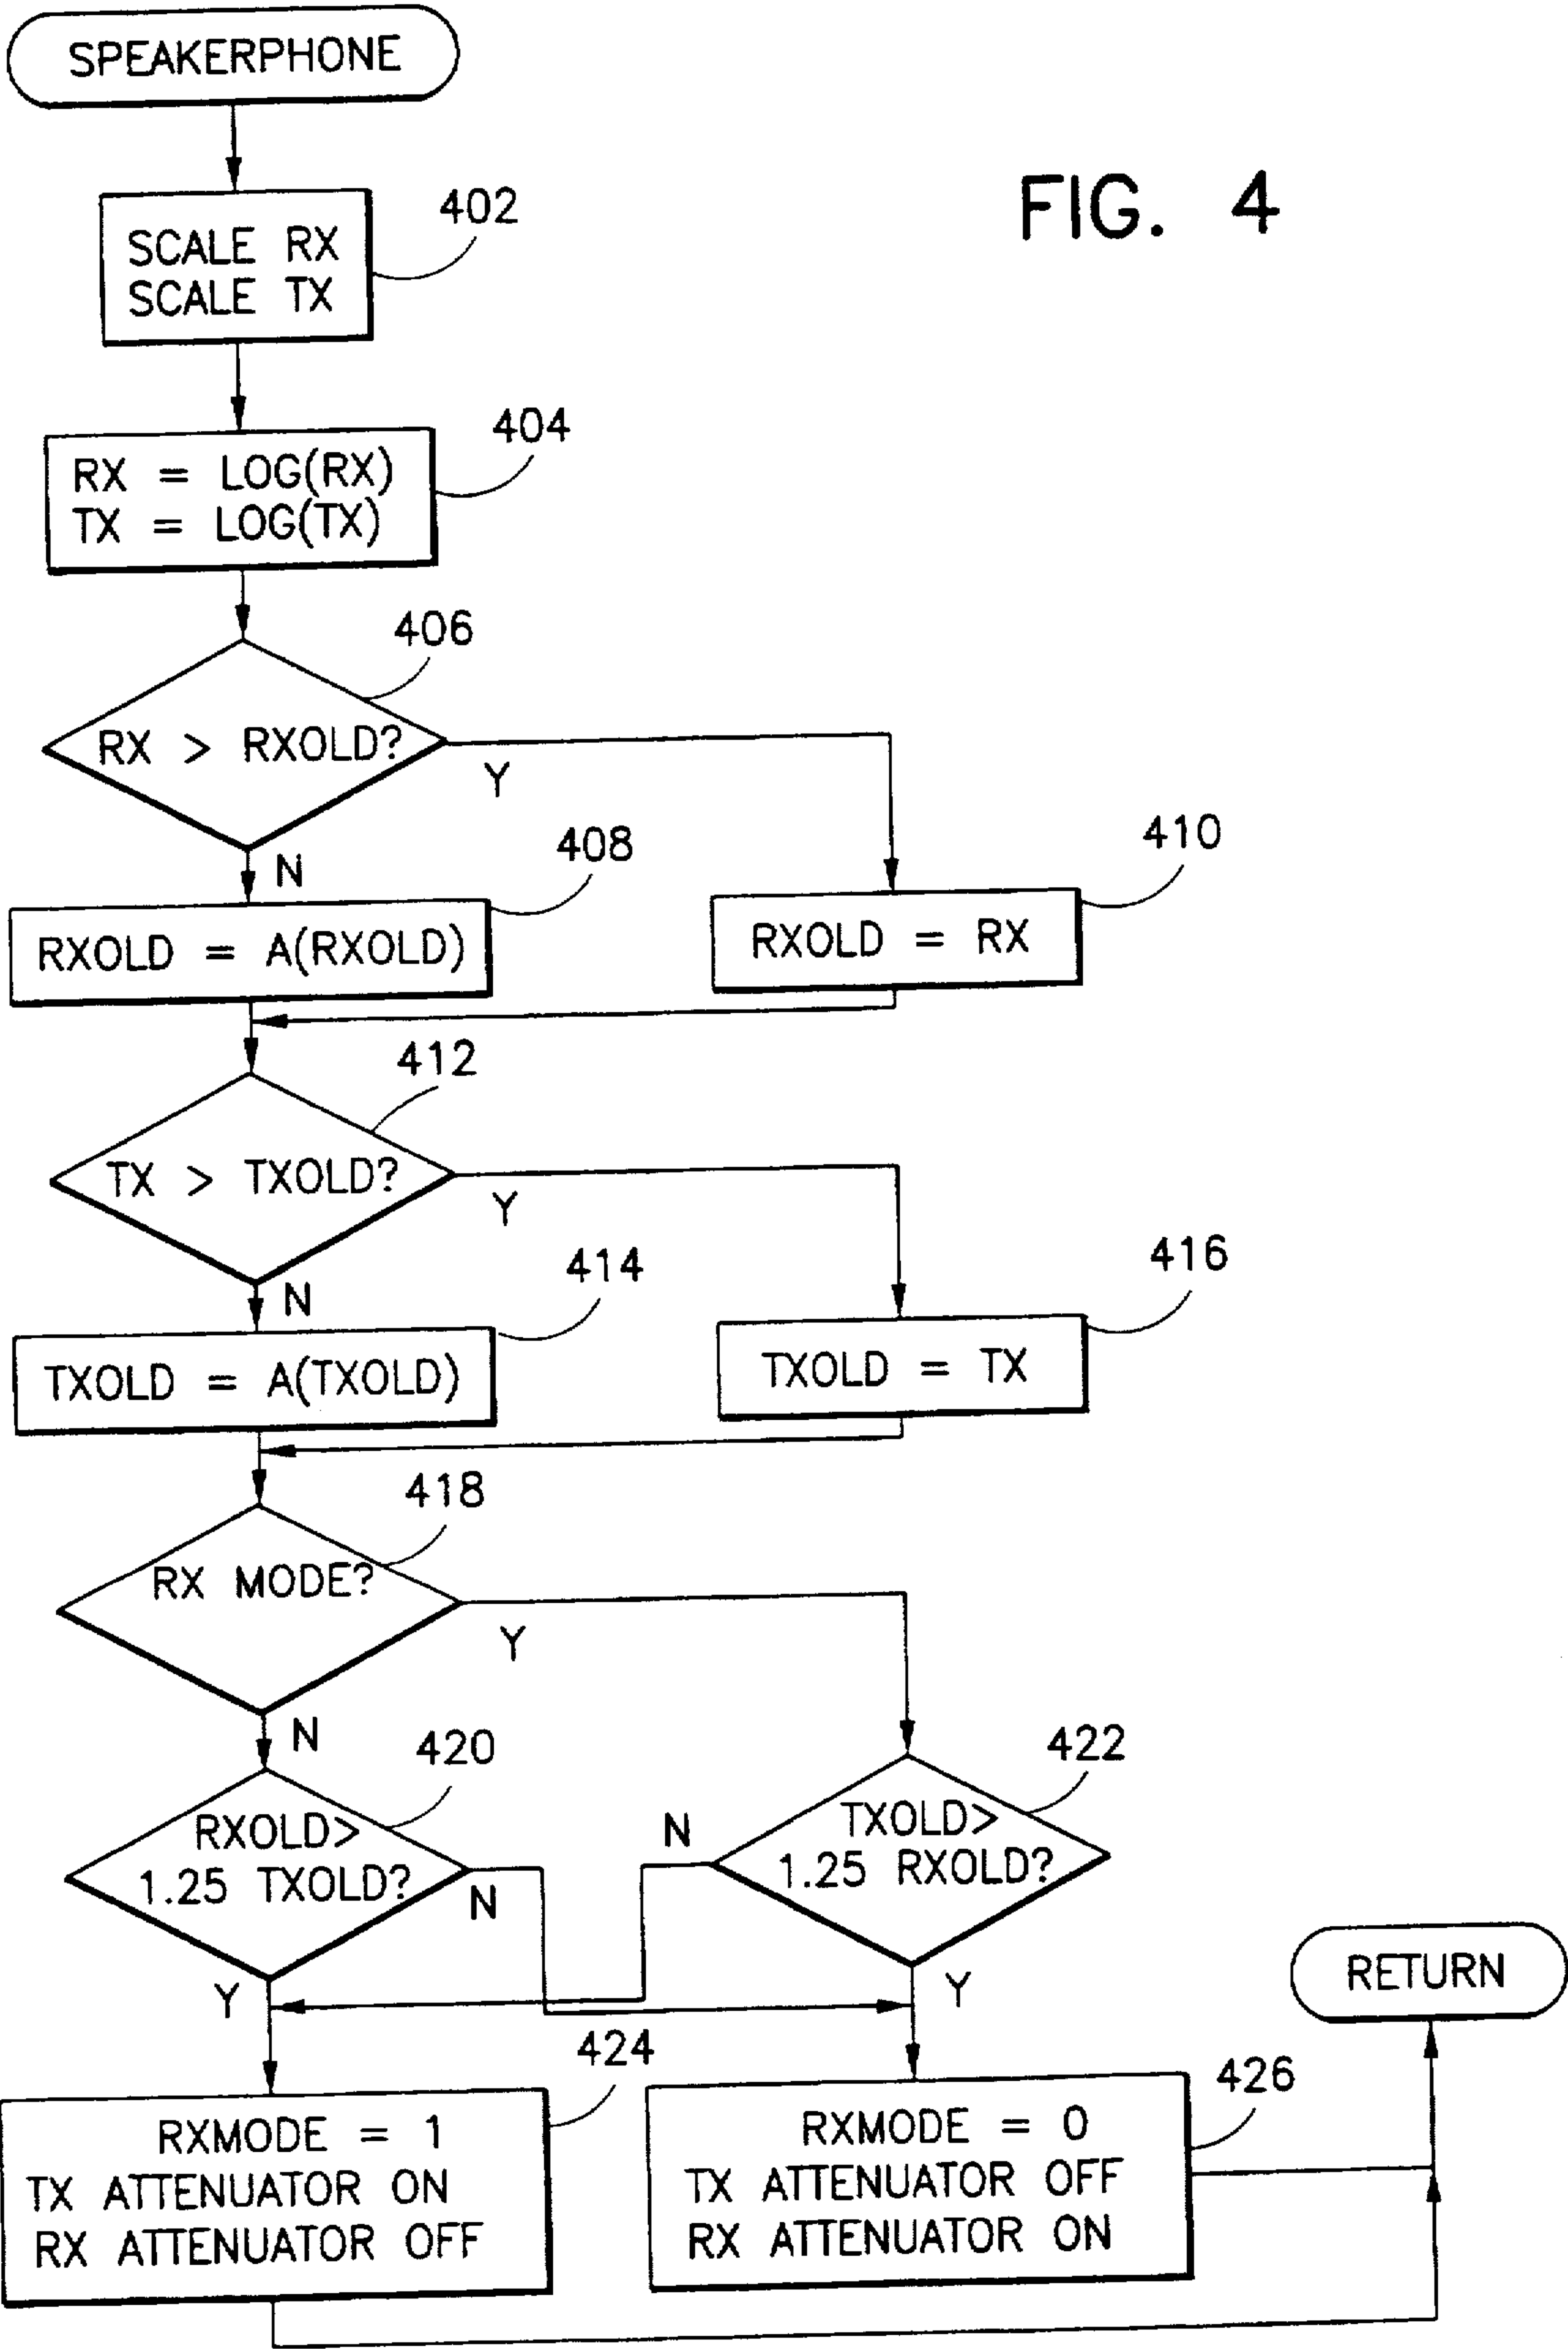 SPEAKERPHONE
FIG. 4
402
SCALE RX
SCALE TX
404
RX = LOG(RX)
TX = LOG(TX)
406
RX > RXOLD?
Y
N
408
RXOLD = A(RXOLD)
410
RXOLD = RX
412
TX > TXOLD?
Y
N
414
TXOLD = A(TXOLD)
416
TXOLD = TX
418
RX MODE?
Y
N
420
RXOLD>
1.25 TXOLD?
N
Y
422
TXOLD>
1.25 RXOLD?
N
Y
RETURN
424
RXMODE = 1
TX ATTENUATOR ON
RX ATTENUATOR OFF
426
RXMODE = 0
TX ATTENUATOR OFF
RX ATTENUATOR ON